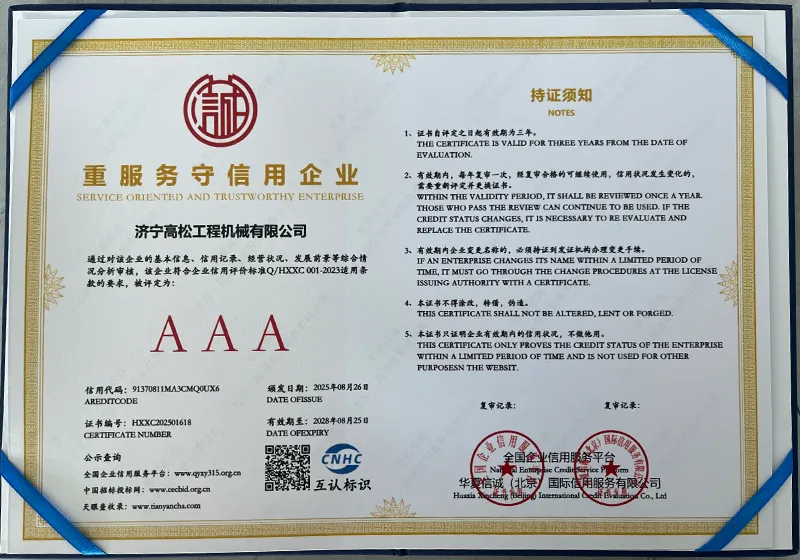 信誠
重服务守信用企业
SERVICE ORIENTED AND TRUSTWORTHY ENTERPRISE
济宁高松工程机械有限公司
通过对该企业的基本信息、信用记录、经营状况、发展前景等综合情
况分析审核，该企业符合企业信用评价标准Q/HXXC 001-2023适用条
款的要求，被评定为：
AAA
信用代码：91370811MA3CMQ0UX6
AREDITCODE
颁发日期：2025年08月26日
DATE OFISSUE
证书编号：HXXC202501618
CERTIFICATE NUMBER
有效期至：2028年08月25日
DATE OFEXPIRY
公示查询
全国企业信用服务平台：www.qyxy315.org.cn
中国招标投标网：www.cecbid.org.cn
天眼查收录：www.tianyancha.com
CNHC
互认标识
持证须知
NOTES
1、证书自评定之日起有效期为三年。
THE CERTIFICATE IS VALID FOR THREE YEARS FROM THE DATE OF
EVALUATION.
2、有效期内，每年复审一次，经复审合格的可继续使用，信用状况发生变化的，
需要重新评定并更换证书。
WITHIN THE VALIDITY PERIOD, IT SHALL BE REVIEWED ONCE A YEAR.
THOSE WHO PASS THE REVIEW CAN CONTINUE TO BE USED. IF THE
CREDIT STATUS CHANGES, IT IS NECESSARY TO RE EVALUATE AND
REPLACE THE CERTIFICATE.
3、有效期内企业变更名称的，必须持证到发证机构办理变更手续。
IF AN ENTERPRISE CHANGES ITS NAME WITHIN A LIMITED PERIOD OF
TIME, IT MUST GO THROUGH THE CHANGE PROCEDURES AT THE LICENSE
ISSUING AUTHORITY WITH A CERTIFICATE.
4、本证书不得涂改，转借，伪造。
THIS CERTIFICATE SHALL NOT BE ALTERED, LENT OR FORGED.
5、本证书只证明企业有效期内的信用状况，不做他用。
THIS CERTIFICATE ONLY PROVES THE CREDIT STATUS OF THE ENTERPRISE
WITHIN A LIMITED PERIOD OF TIME AND IS NOT USED FOR OTHER
PURPOSESN THE WEBSIT.
复审记录：
复审记录：
全国企业信用服务平台
National Enterprise Credit Service Platform
华夏信诚（北京）国际信用服务有限公司
Huaxia Xincheng (Beijing) International Credit Evaluation Co., Ltd